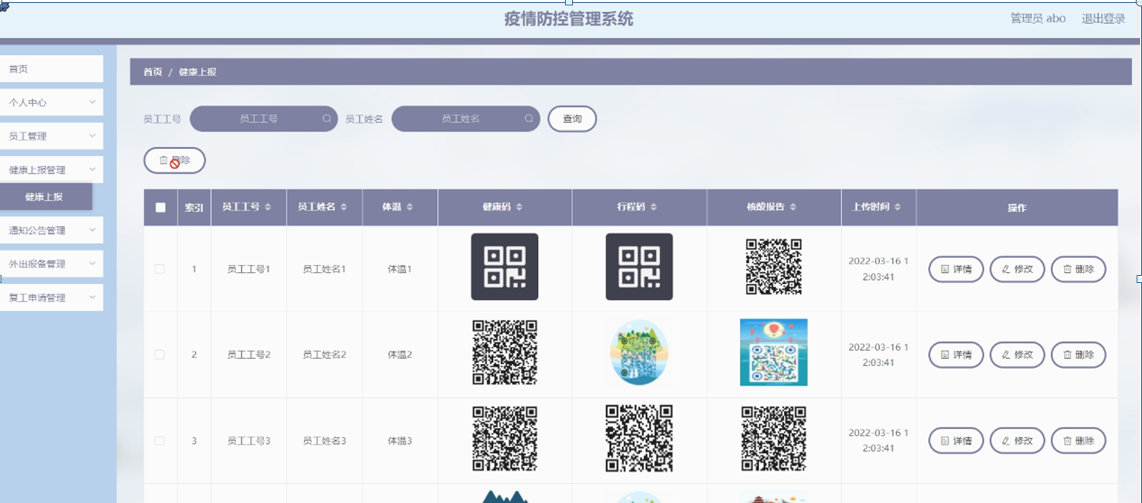 疫情防控管理系统
管理员 abo 退出登录
首页
个人中心
员工管理
健康上报管理
健康上报
通知公告管理
外出报备管理
复工申请管理
首页 / 健康上报
员工工号 员工工号 员工姓名 员工姓名 查询
删除
索引 员工工号 员工姓名 体温 健康码 行程码 核酸报告 上传时间 操作
1 员工工号1 员工姓名1 体温1 2022-03-16 1
2:03:41 详情 修改 删除
2 员工工号2 员工姓名2 体温2 2022-03-16 1
2:03:41 详情 修改 删除
3 员工工号3 员工姓名3 体温3 2022-03-16 1
2:03:41 详情 修改 删除